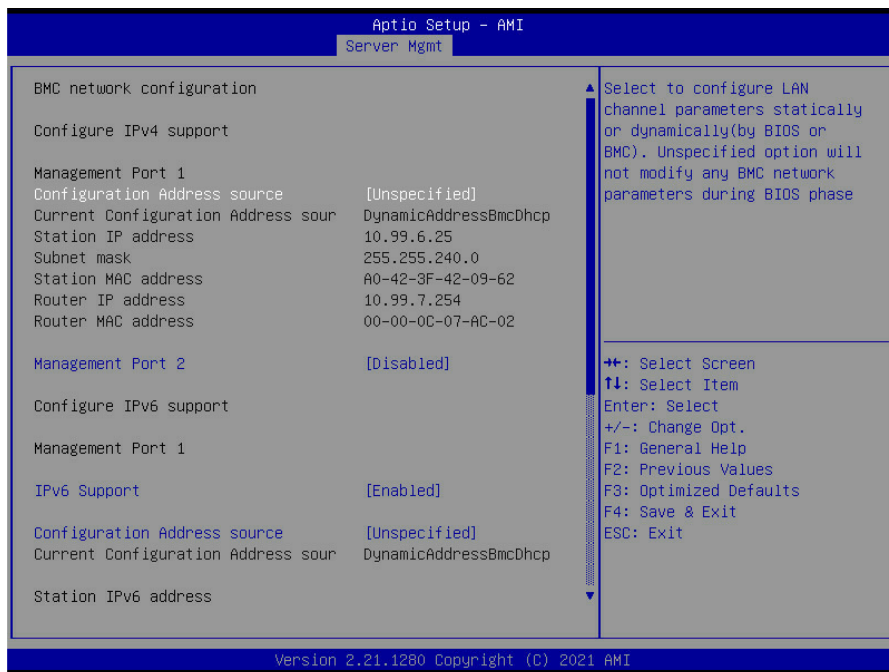 Aptio Setup - AMI
Server Mgmt
BMC network configuration
Configure IPv4 support
Management Port 1
Configuration Address source [Unspecified]
Current Configuration Address sour DynamicAddressBmcDhcp
Station IP address 10.99.6.25
Subnet mask 255.255.240.0
Station MAC address A0-42-3F-42-09-62
Router IP address 10.99.7.254
Router MAC address 00-00-0C-07-AC-02
Management Port 2 [Disabled]
Configure IPv6 support
Management Port 1
IPv6 Support [Enabled]
Configuration Address source [Unspecified]
Current Configuration Address sour DynamicAddressBmcDhcp
Station IPv6 address
Select to configure LAN
channel parameters statically
or dynamically(by BIOS or
BMC). Unspecified option will
not modify any BMC network
parameters during BIOS phase
→←: Select Screen
↑↓: Select Item
Enter: Select
+/-: Change Opt.
F1: General Help
F2: Previous Values
F3: Optimized Defaults
F4: Save & Exit
ESC: Exit
Version 2.21.1280 Copyright (C) 2021 AMI